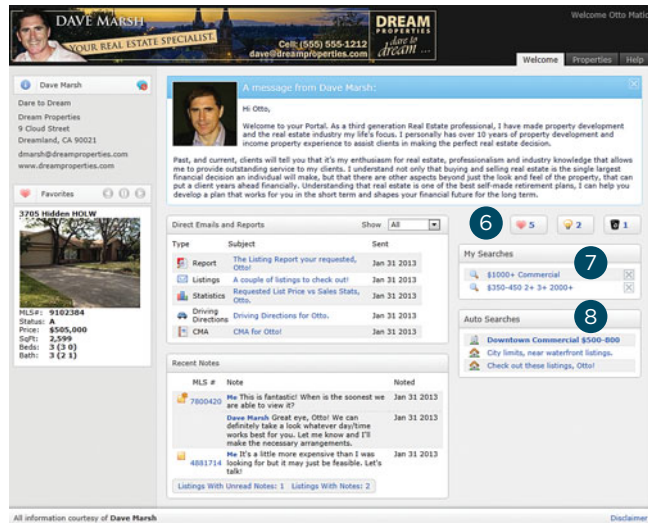 DAVE MARSH
YOUR REAL ESTATE SPECIALIST.
Cell: (555) 555-1212
dave@dreamproperties.com
DREAM
PROPERTIES
dare to
dream ...
Welcome Otto Matic
Welcome Properties Help
Dave Marsh
Dare to Dream
Dream Properties
9 Cloud Street
Dreamland, CA 90021
dmarsh@dreamproperties.com
www.dreamproperties.com
Favorites
3705 Hidden HOLW
MLS#: 9102384
Status: A
Price: $505,000
SqFt: 2,599
Beds: 3 (3 0)
Bath: 3 (2 1)
A message from Dave Marsh:
Hi Otto,
Welcome to your Portal. As a third generation Real Estate professional, I have made property development
and the real estate industry my life's focus. I personally has over 10 years of property development and
income property experience to assist clients in making the perfect real estate decision.
Past, and current, clients will tell you that it's my enthusiasm for real estate, professionalism and industry knowledge that allows
me to provide outstanding service to my clients. I understand not only that buying and selling real estate is the single largest
financial decision an individual will make, but that there are other aspects beyond just the look and feel of the property, that can
put a client years ahead financially. Understanding that real estate is one of the best self-made retirement plans, I can help you
develop a plan that works for you in the short term and shapes your financial future for the long term.
Direct Emails and Reports Show All
Type Subject Sent
Report The Listing Report your requested, Jan 31 2013
Otto!
Listings A couple of listings to check out! Jan 31 2013
Statistics Requested List Price vs Sales Stats, Jan 31 2013
Otto.
Driving Directions Driving Directions for Otto. Jan 31 2013
CMA CMA for Otto! Jan 31 2013
Recent Notes
MLS # Note Noted
7800420 Me This is fantastic! When is the soonest we Jan 31 2013
are able to view it?
Dave Marsh Great eye, Otto! We can Jan 31 2013
definitely take a look whatever day/time
works best for you. Let me know and I'll
make the necessary arrangements.
4881714 Me It's a little more expensive than I was Jan 31 2013
looking for but it may just be feasible. Let's
talk!
Listings With Unread Notes: 1 Listings With Notes: 2
6
5 2 1
My Searches
7
$1000+ Commercial
$350-450 2+ 3+ 2000+
Auto Searches
8
Downtown Commercial $500-800
City limits, near waterfront listings.
Check out these listings, Otto!
All information courtesy of Dave Marsh
Disclaimer